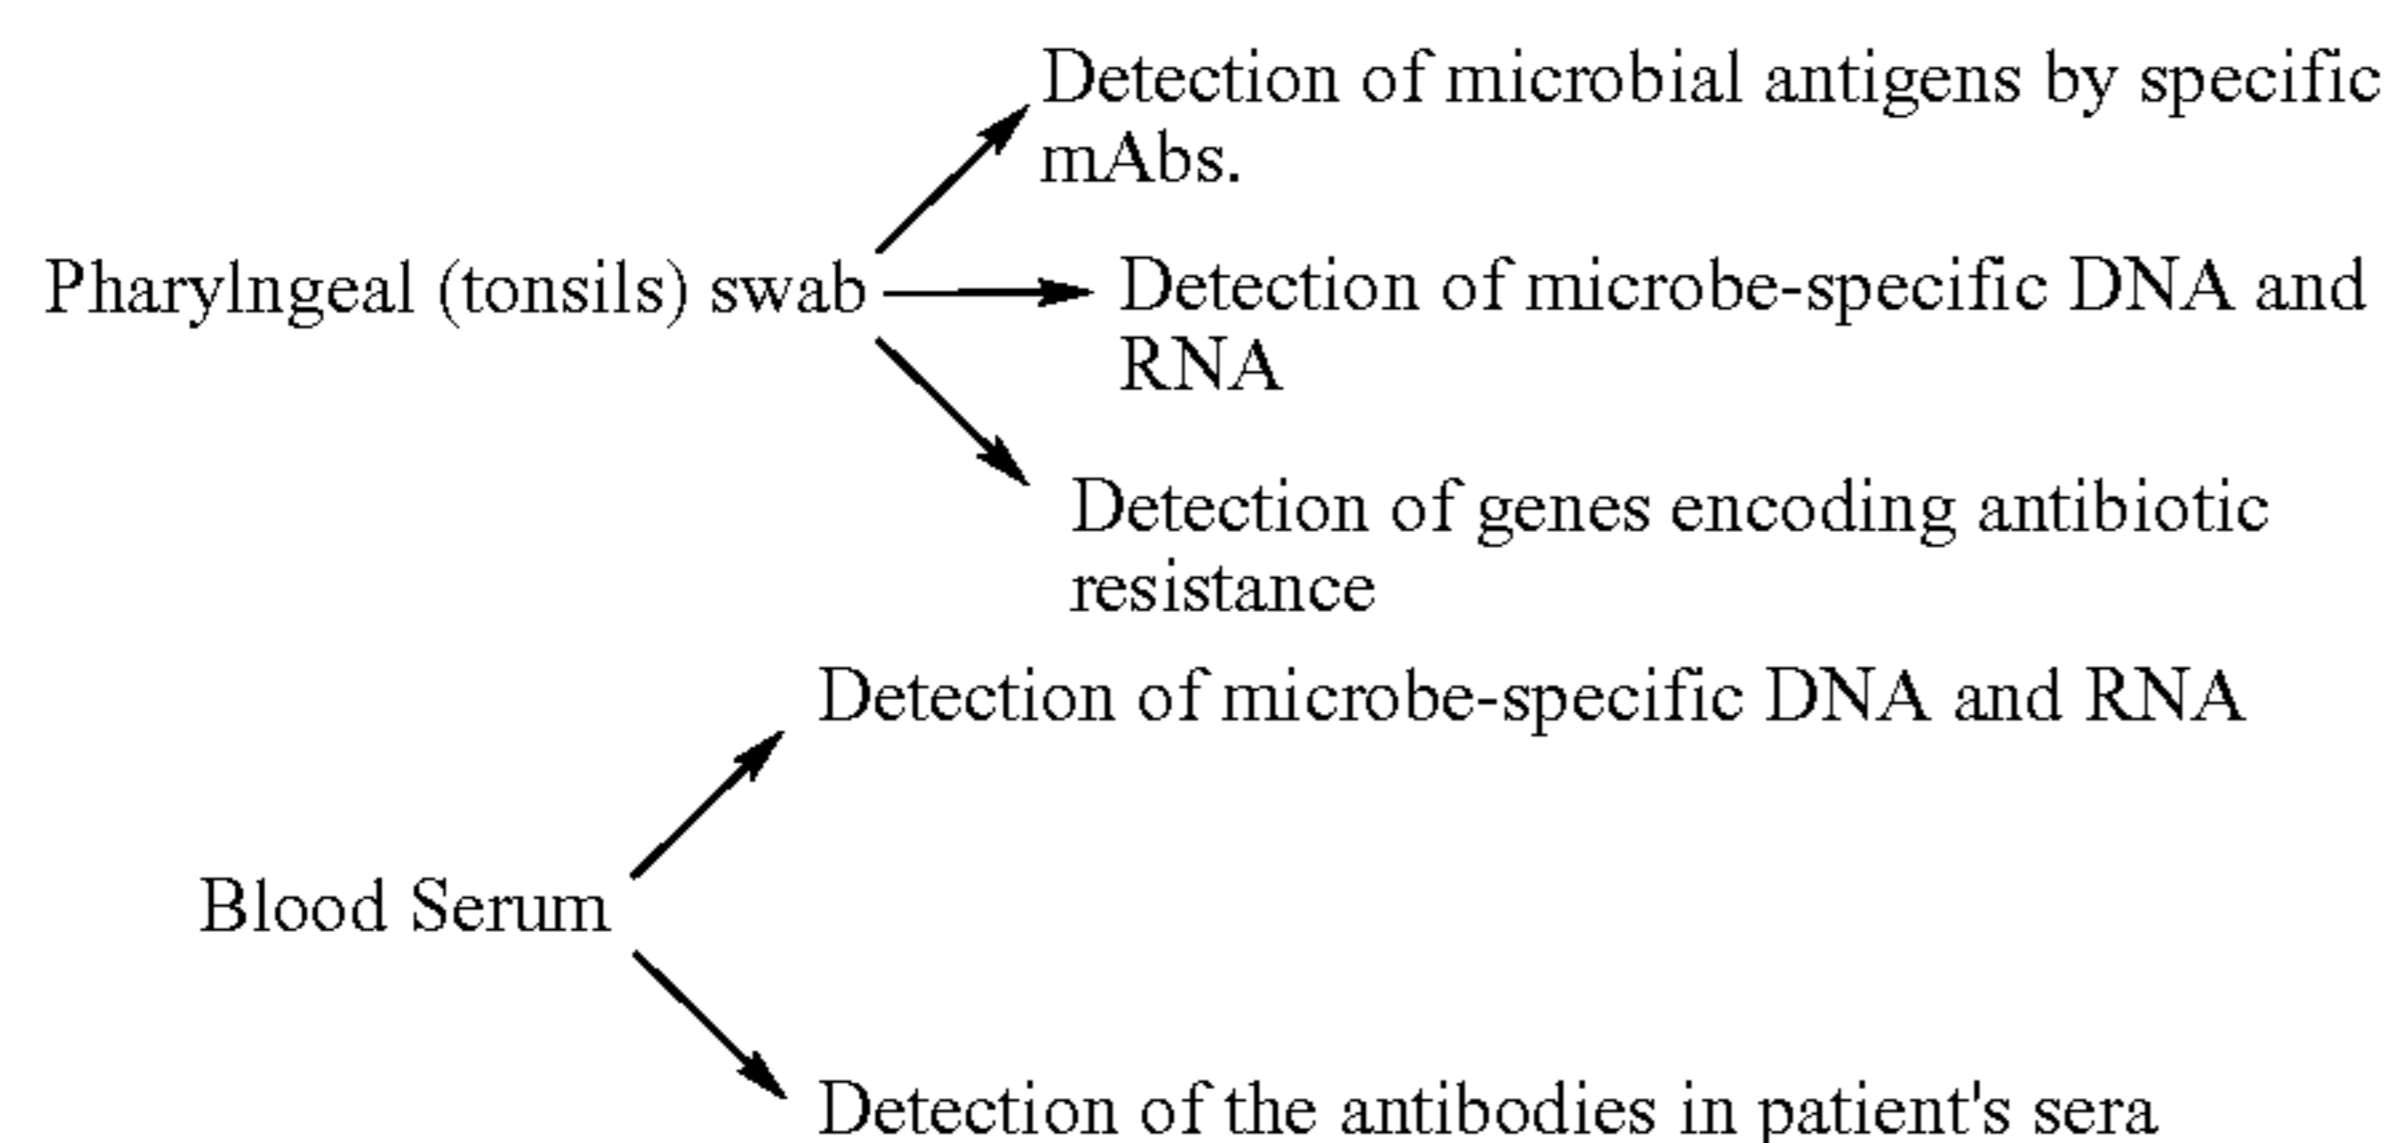 Detection of microbial antigens by specific
mAbs.
Pharylngeal (tonsils) swab
Detection of microbe-specific DNA and
RNA
Detection of genes encoding antibiotic
resistance
Detection of microbe-specific DNA and RNA
Blood Serum
Detection of the antibodies in patient's sera